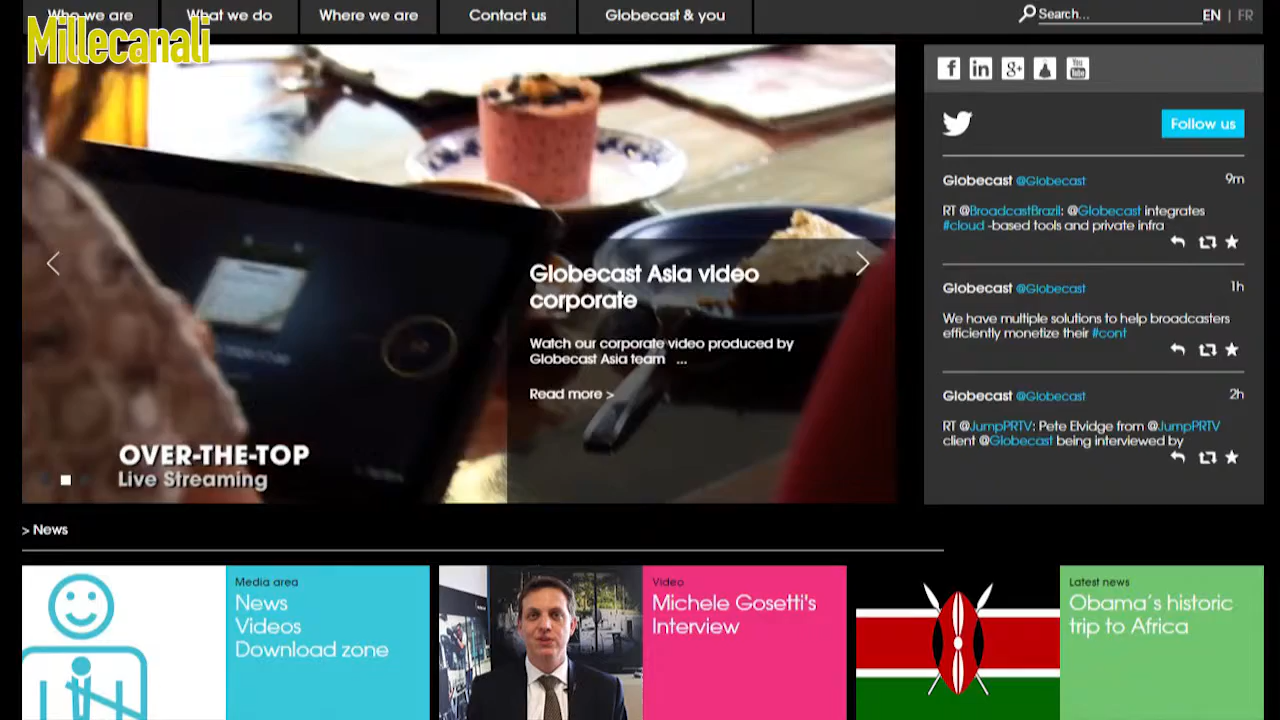 Who we are
What we do
Where we are
Contact us
Globecast & you
Search...
EN | FR
Millecanali
Globecast Asia video
corporate
Watch our corporate video produced by
Globecast Asia team ...
Read more >
OVER-THE-TOP
Live Streaming
Follow us
Globecast @Globecast 9m
RT @BroadcastBrazil: @Globecast integrates
#cloud -based tools and private infra
Globecast @Globecast 1h
We have multiple solutions to help broadcasters
efficiently monetize their #cont
Globecast @Globecast 2h
RT @JumpPRTV: Pete Elvidge from @JumpPRTV
client @Globecast being interviewed by
> News
Media area
News
Videos
Download zone
Video
Michele Gosetti's
Interview
Latest news
Obama´s historic
trip to Africa